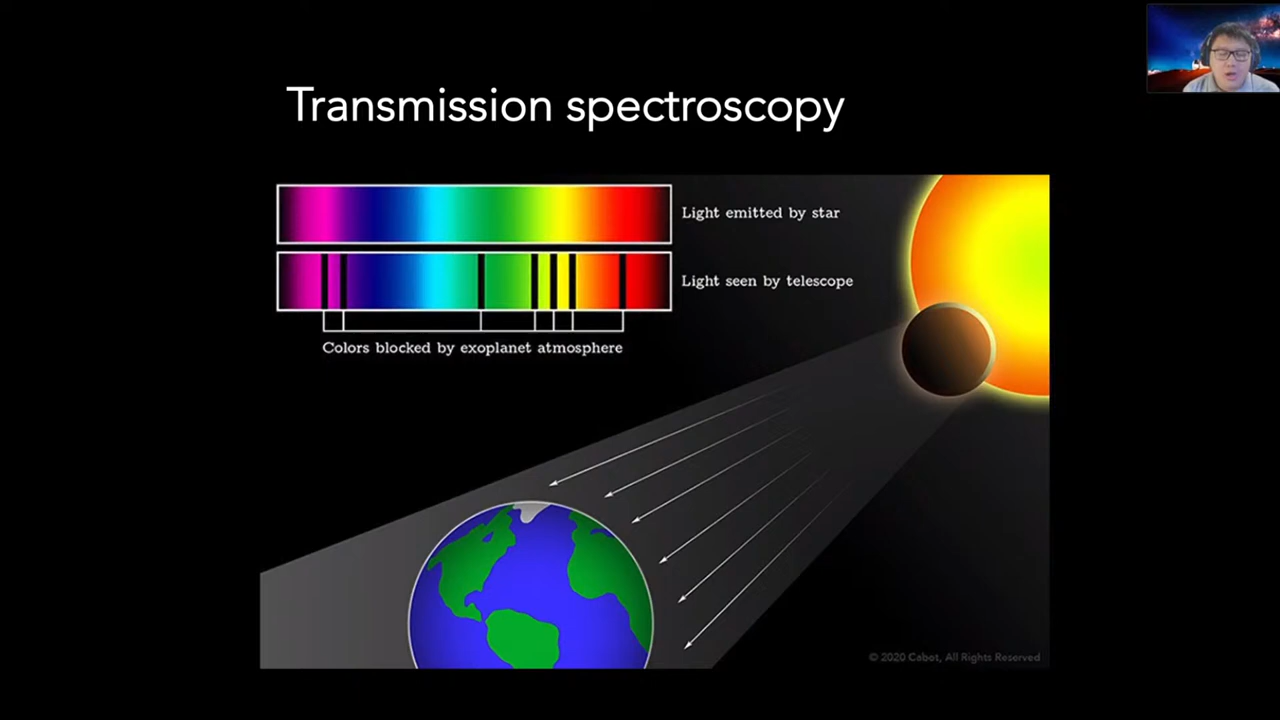 Transmission spectroscopy
Light emitted by star
Light seen by telescope
Colors blocked by exoplanet atmosphere
© 2020 Cabot, All Rights Reserved